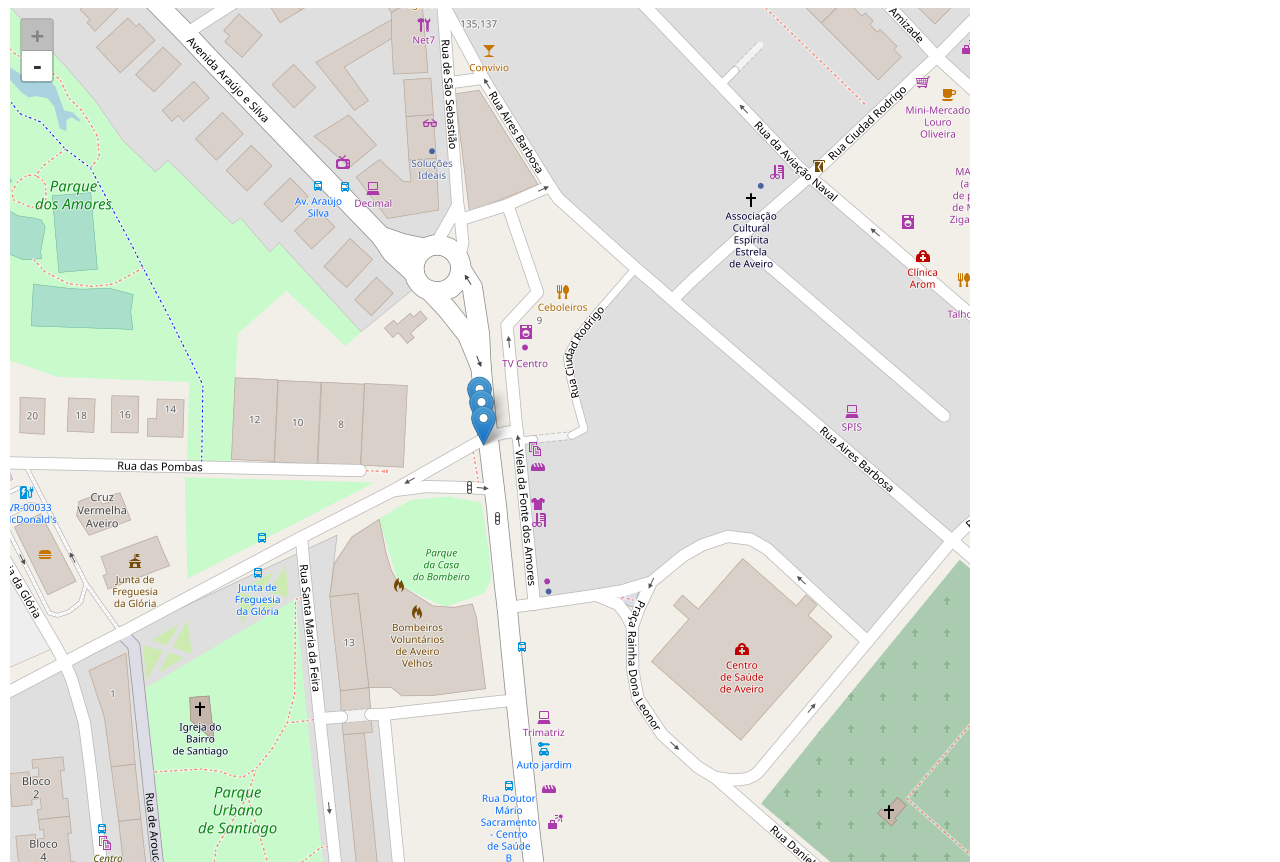 +
-
Avenida Araújo e Silva
Net7
Rua de São Sebastião
135,137
Convívio
Rua Aires Barbosa
Amizade
Rua Ciudad Rodrigo
Mini-Mercado
Louro
Oliveira
Rua da Aviação Naval
Soluções
Ideais
Av. Araújo
Silva
Decimal
Parque
dos Amores
Associação
Cultural
Espírita
Estrela
de Aveiro
Clínica
Arom
Talho
Ceboleiros
9
TV Centro
Rua Ciudad Rodrigo
20
18
16
14
12
10
8
SPIS
Rua Aires Barbosa
Rua das Pombas
Viela da Fonte dos Amores
VR-00033
McDonald's
Cruz
Vermelha
Aveiro
Junta de
Freguesia
da Glória
Junta de
Freguesia
da Glória
Rua Santa Maria da Feira
Parque
da Casa
do Bombeiro
Bombeiros
Voluntários
de Aveiro
Velhos
13
1
Praça Rainha Dona Leonor
Centro
de Saúde
de Aveiro
Igreja do
Bairro
de Santiago
Trimatriz
Auto jardim
Rua Doutor
Mário
Sacramento
- Centro
de Saúde
B
Parque
Urbano
de Santiago
Bloco
2
Bloco
4
Centro
Rua de Arouc
Rua Daniel